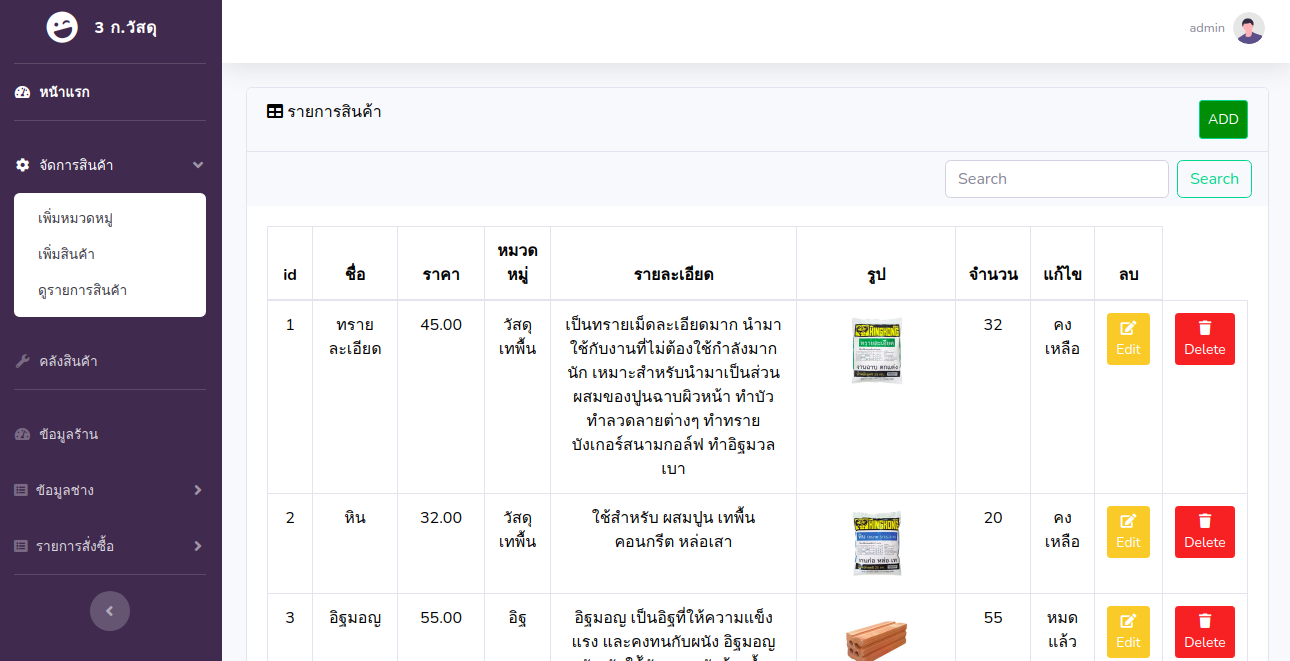 3 ก.วัสดุ
admin
หน้าแรก
จัดการสินค้า
เพิ่มหมวดหมู่
เพิ่มสินค้า
ดูรายการสินค้า
คลังสินค้า
ข้อมูลร้าน
ข้อมูลช่าง
รายการสั่งซื้อ
รายการสินค้า
ADD
Search
Search
id ชื่อ ราคา หมวด
หมู่ รายละเอียด รูป จำนวน แก้ไข ลบ
1 ทราย 45.00 วัสดุ เป็นทรายเม็ดละเอียดมาก นำมา 32 คง
ละเอียด เทพื้น ใช้กับงานที่ไม่ต้องใช้กำลังมาก เหลือ Edit Delete
นัก เหมาะสำหรับนำมาเป็นส่วน
ผสมของปูนฉาบผิวหน้า ทำบัว
ทำลวดลายต่างๆ ทำทราย
บังเกอร์สนามกอล์ฟ ทำอิฐมวล
เบา
2 หิน 32.00 วัสดุ ใช้สำหรับ ผสมปูน เทพื้น 20 คง
เทพื้น คอนกรีต หล่อเสา เหลือ Edit Delete
3 อิฐมอญ 55.00 อิฐ อิฐมอญ เป็นอิฐที่ให้ความแข็ง 55 หมด
แรง และคงทนกับผนัง อิฐมอญ แล้ว Edit Delete